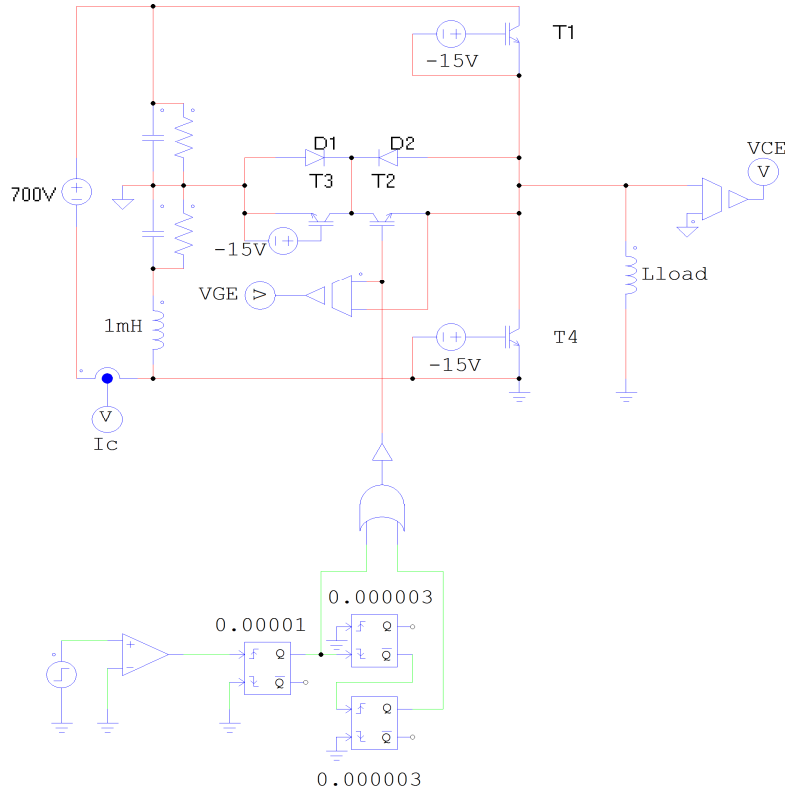 T1
-15V
D1
D2
T3
T2
VCE
V
700V
-15V
VGE
V
Lload
1mH
-15V
T4
V
Ic
0.000003
0.00001
Q
Q
Q
Q
Q
Q
0.000003